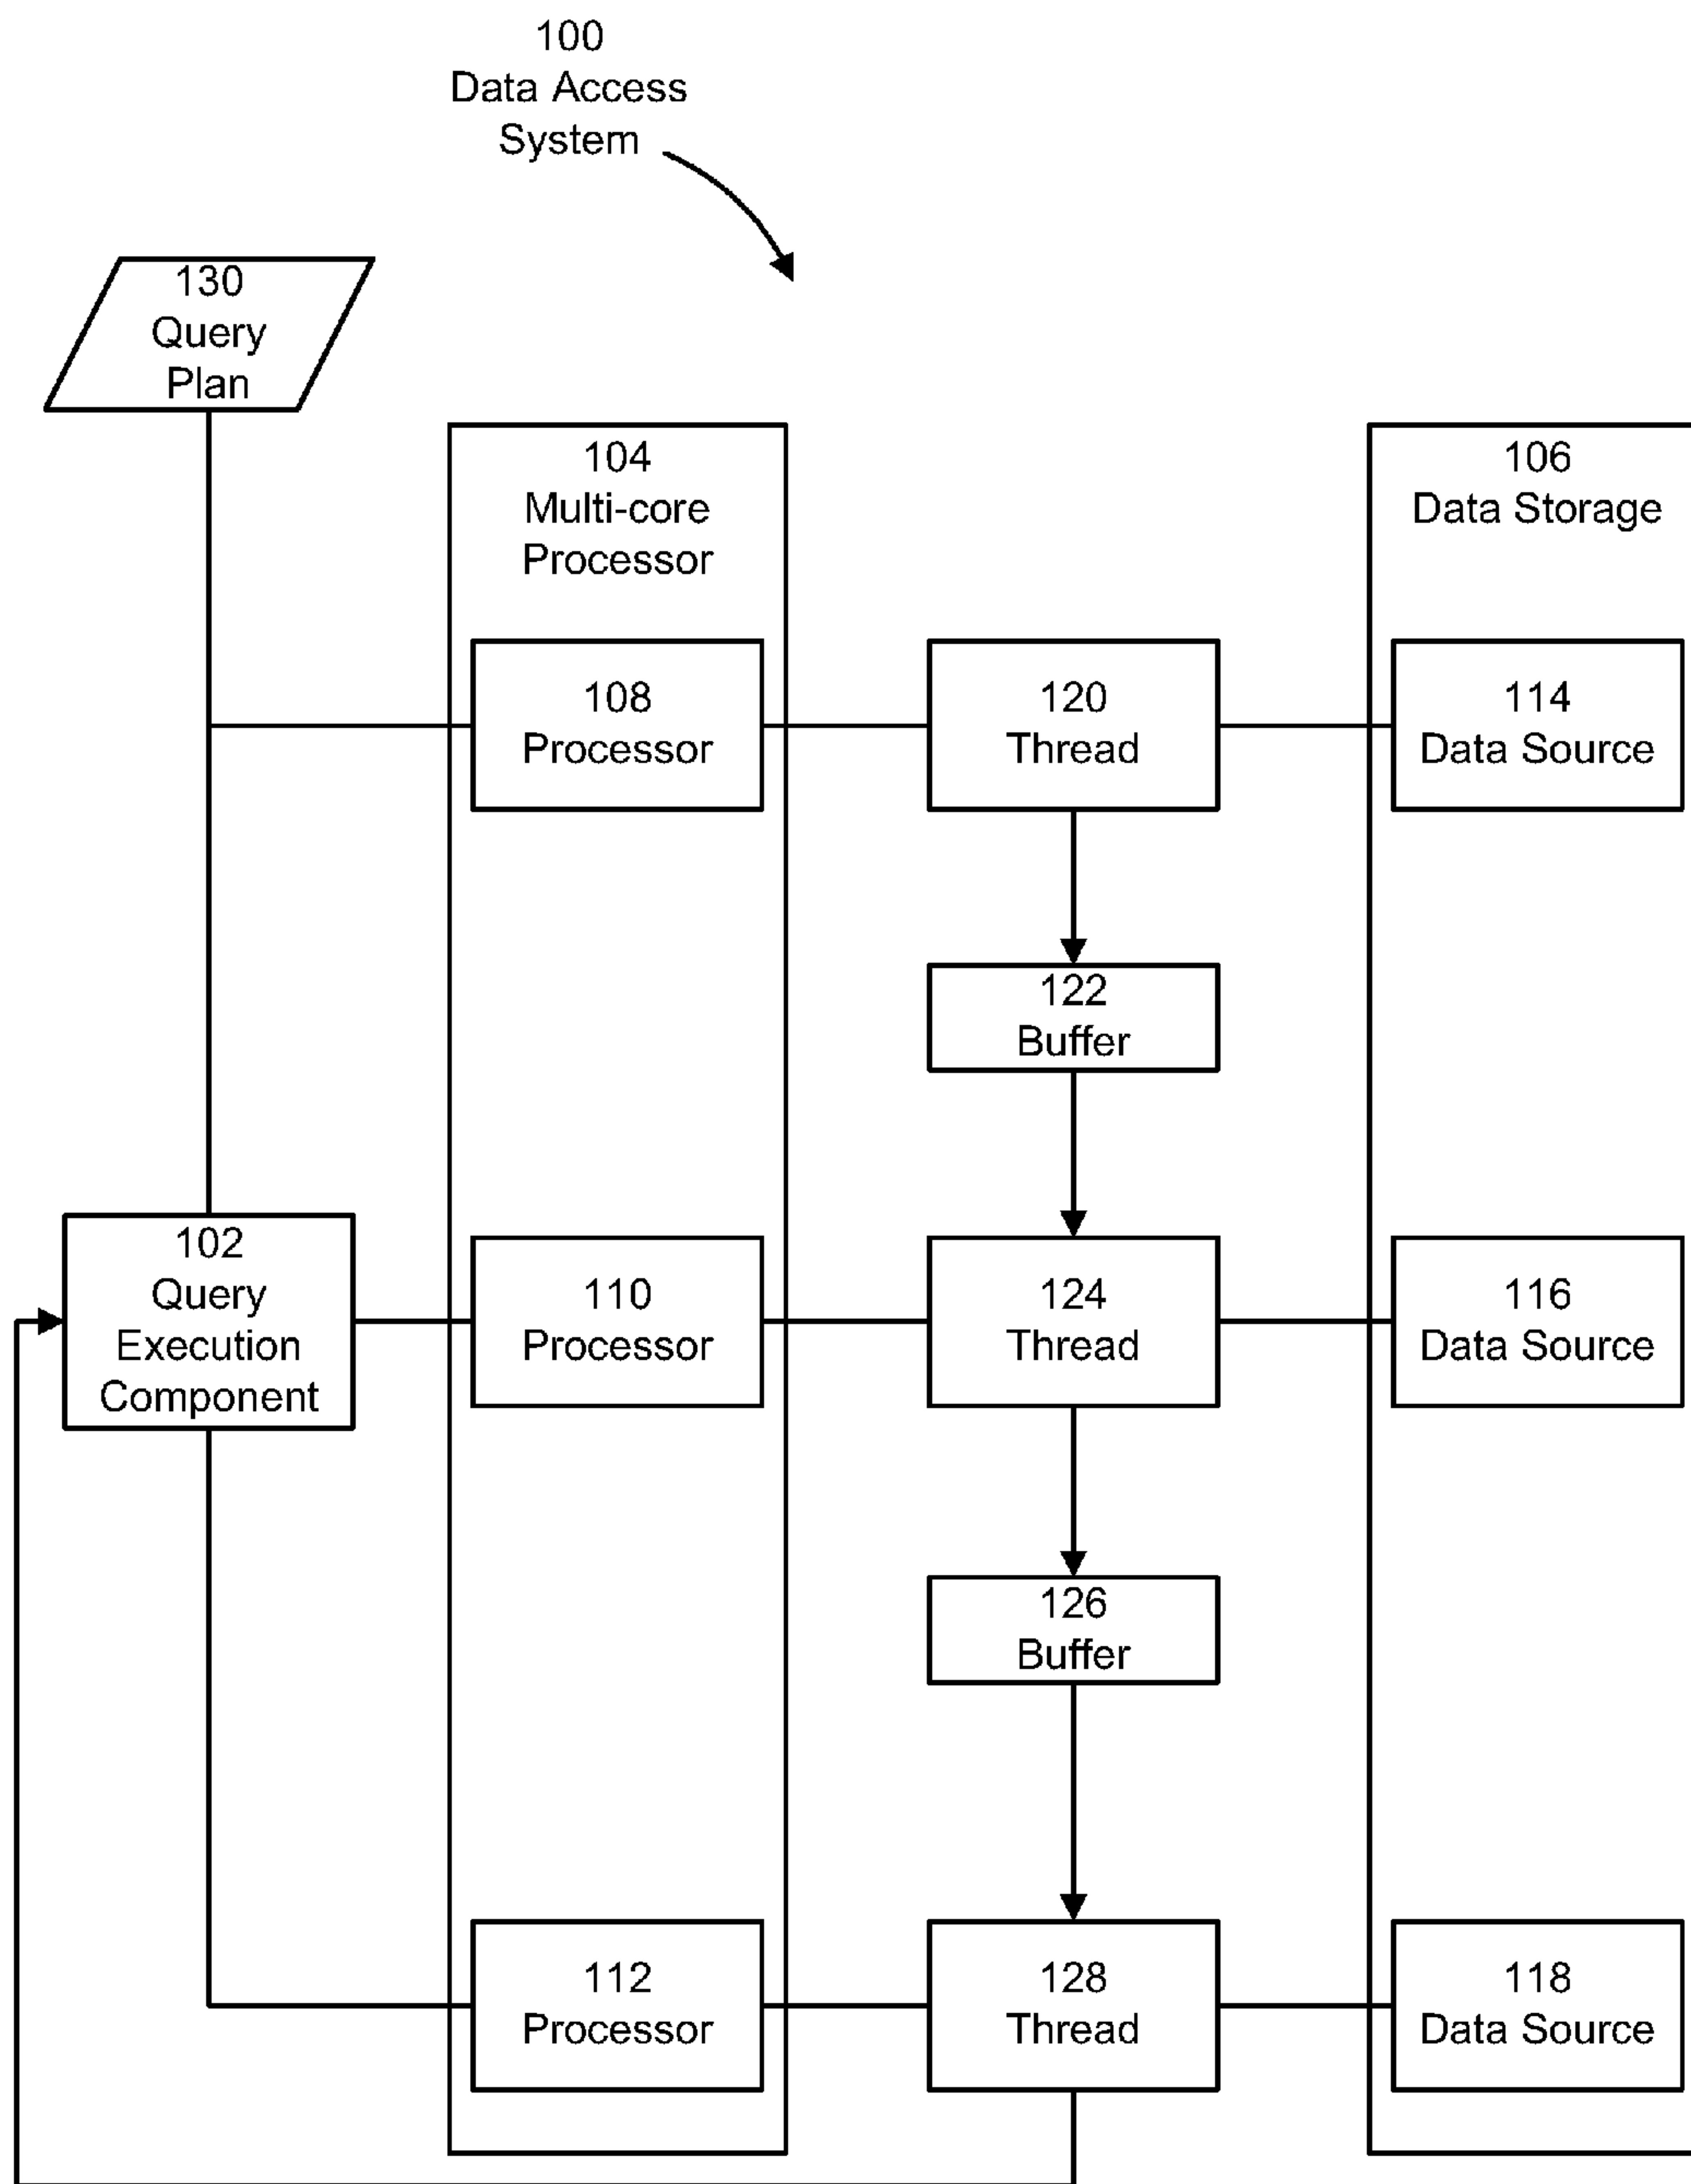 100
Data Access
System
130
Query
Plan
104
Multi-core
Processor
106
Data Storage
108
Processor
120
Thread
114
Data Source
122
Buffer
102
Query
Execution
Component
110
Processor
124
Thread
116
Data Source
126
Buffer
112
Processor
128
Thread
118
Data Source